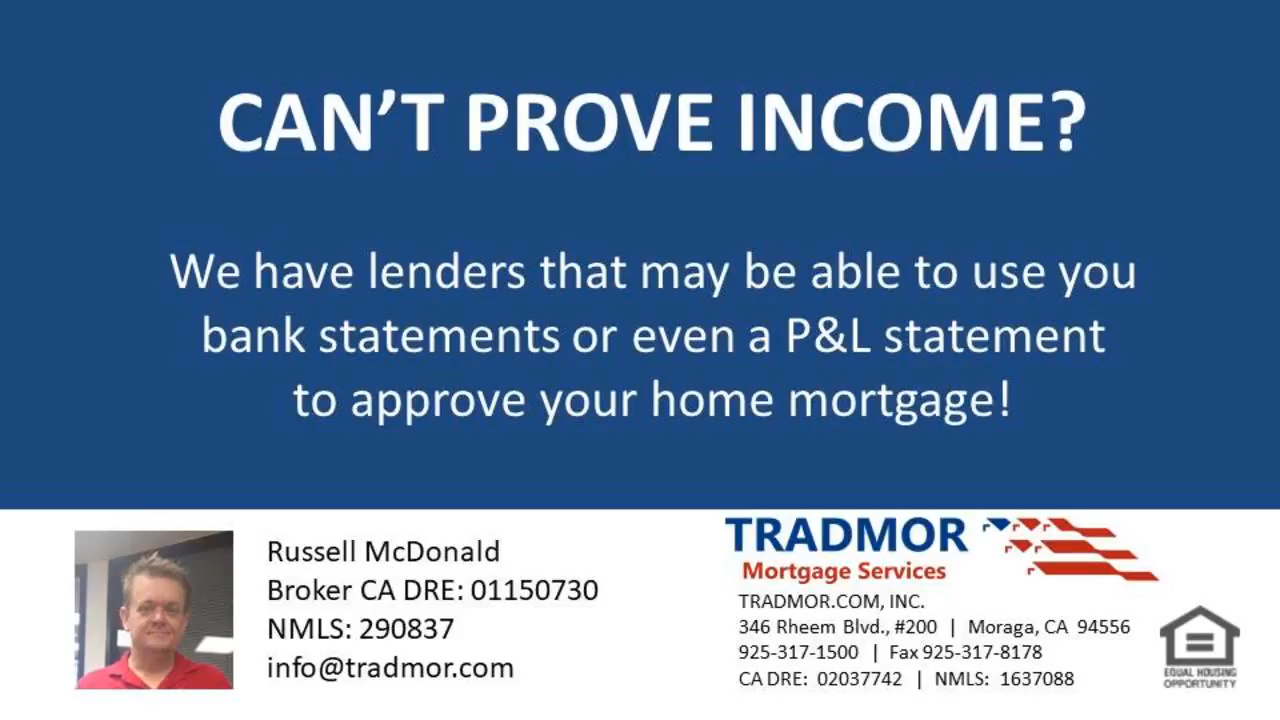 CAN'T PROVE INCOME?
We have lenders that may be able to use you
bank statements or even a P&L statement
to approve your home mortgage!
Russell McDonald
Broker CA DRE: 01150730
NMLS: 290837
info@tradmor.com
TRADMOR
Mortgage Services
TRADMOR.COM, INC.
346 Rheem Blvd., #200 | Moraga, CA 94556
925-317-1500 | Fax 925-317-8178
CA DRE: 02037742 | NMLS: 1637088
EQUAL HOUSING
OPPORTUNITY